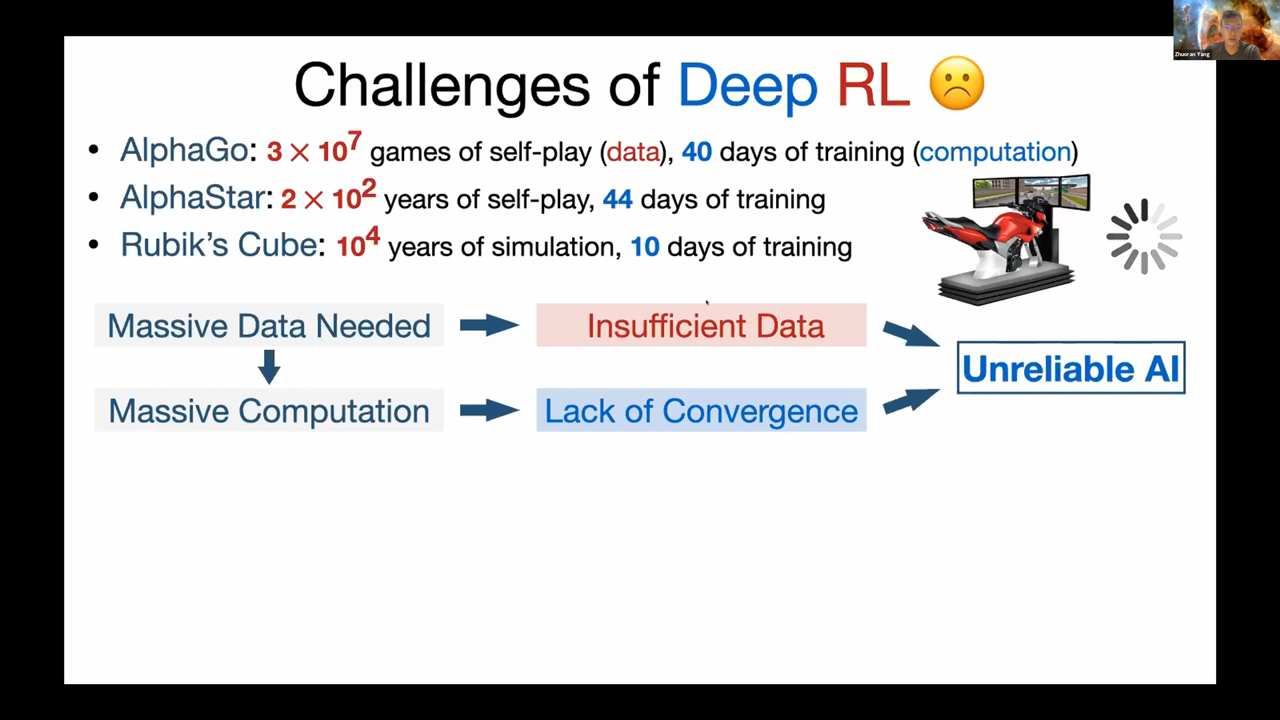 Zhuoran Yang
Challenges of Deep RL ☹️
• AlphaGo: 3 × 10⁷ games of self-play (data), 40 days of training (computation)
• AlphaStar: 2 × 10² years of self-play, 44 days of training
• Rubik’s Cube: 10⁴ years of simulation, 10 days of training
Massive Data Needed
Insufficient Data
Unreliable AI
Massive Computation
Lack of Convergence